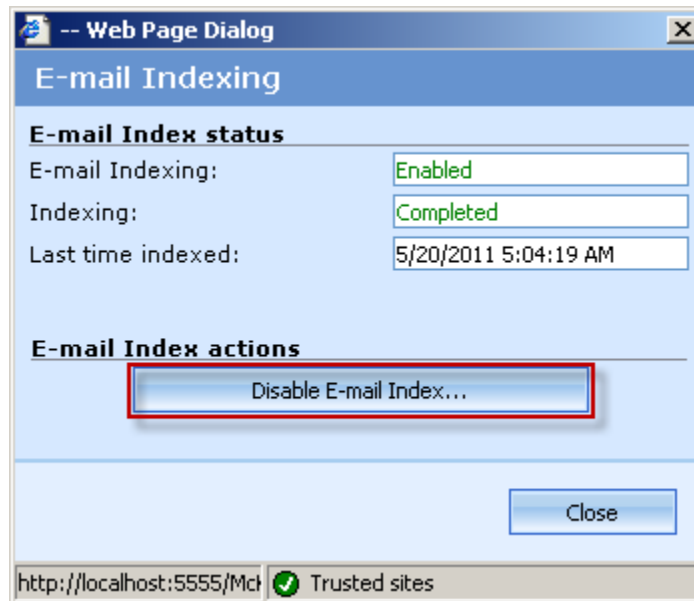 -- Web Page Dialog
E-mail Indexing
E-mail Index status
E-mail Indexing: Enabled
Indexing: Completed
Last time indexed: 5/20/2011 5:04:19 AM
E-mail Index actions
Disable E-mail Index...
Close
http://localhost:5555/Mc Trusted sites